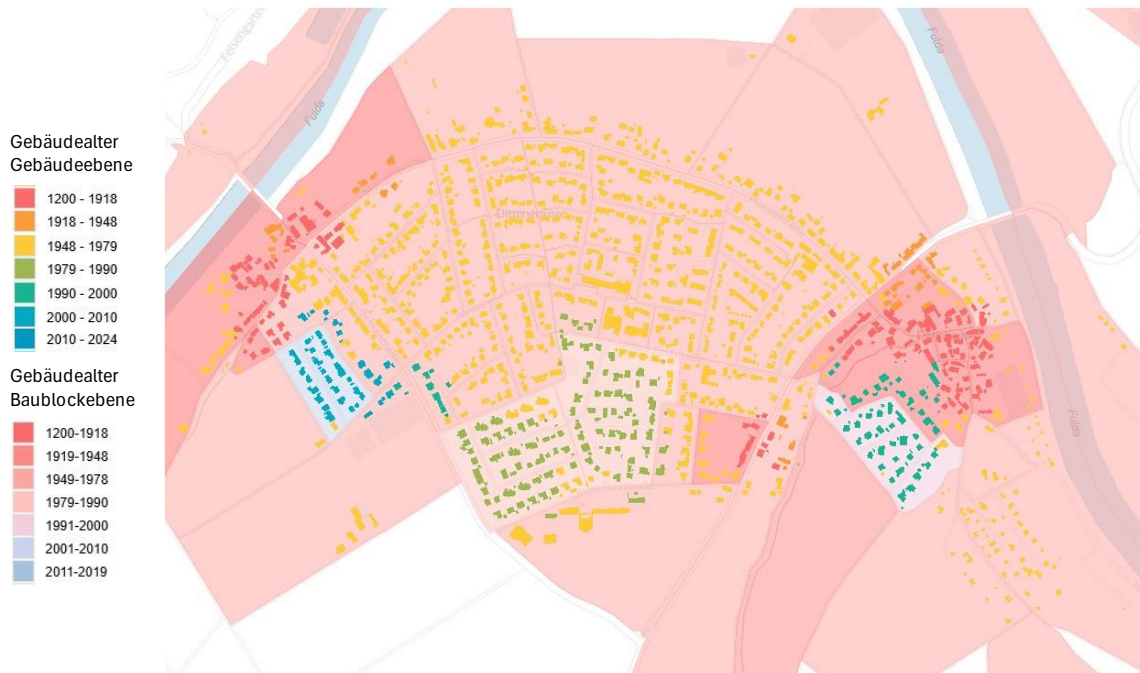 Gebäudealter
Gebäudeebene
1200 - 1918
1918 - 1948
1948 - 1979
1979 - 1990
1990 - 2000
2000 - 2010
2010 - 2024
Gebäudealter
Baublockebene
1200-1918
1919-1948
1949-1978
1979-1990
1991-2000
2001-2010
2011-2019
Fulda
Fulda
Fulda